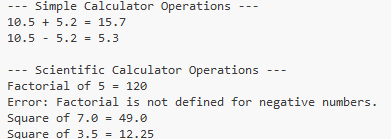 --- Simple Calculator Operations ---
10.5 + 5.2 = 15.7
10.5 - 5.2 = 5.3
--- Scientific Calculator Operations ---
Factorial of 5 = 120
Error: Factorial is not defined for negative numbers.
Square of 7.0 = 49.0
Square of 3.5 = 12.25